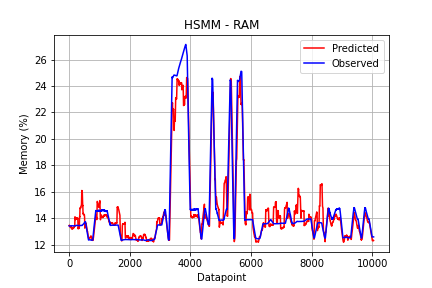 HSMM - RAM
Predicted
Observed
26
24
22
20
18
16
14
12
Memory (%)
0
2000
4000
6000
8000
10000
Datapoint